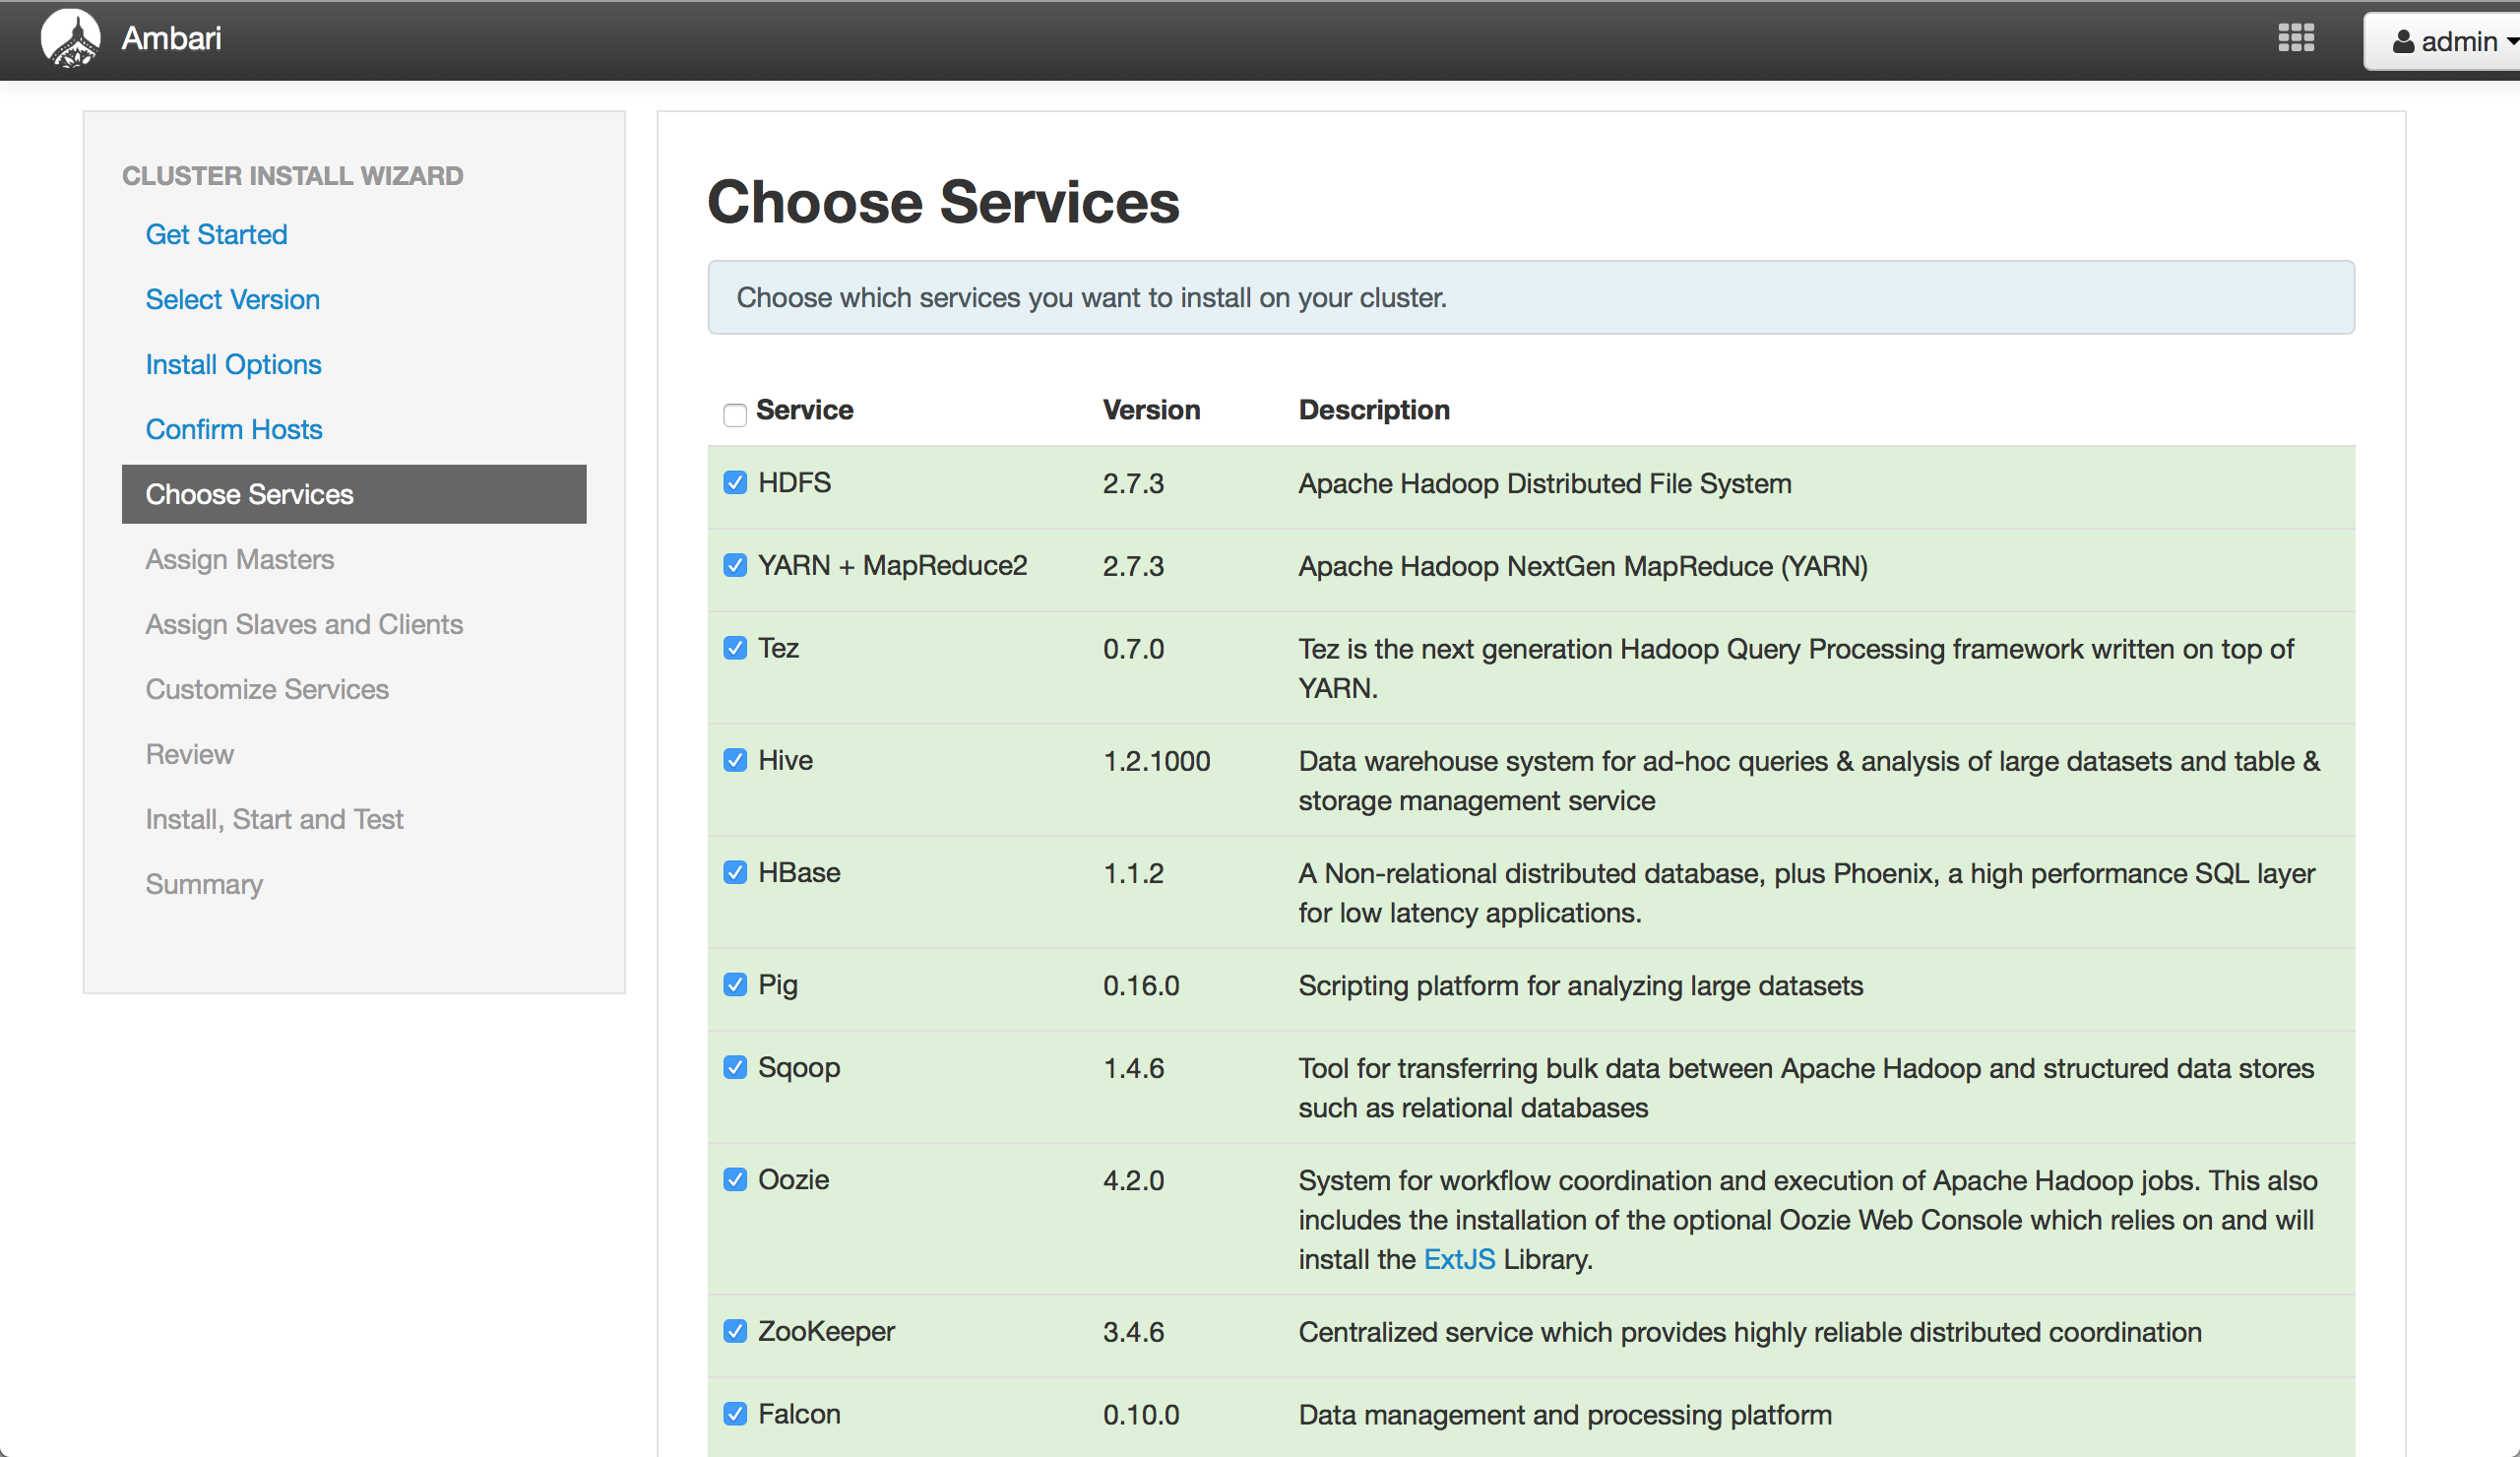 Ambari
admin
CLUSTER INSTALL WIZARD
Get Started
Select Version
Install Options
Confirm Hosts
Choose Services
Assign Masters
Assign Slaves and Clients
Customize Services
Review
Install, Start and Test
Summary
Choose Services
Choose which services you want to install on your cluster.
Service Version Description
HDFS 2.7.3 Apache Hadoop Distributed File System
YARN + MapReduce2 2.7.3 Apache Hadoop NextGen MapReduce (YARN)
Tez 0.7.0 Tez is the next generation Hadoop Query Processing framework written on top of
YARN.
Hive 1.2.1000 Data warehouse system for ad-hoc queries & analysis of large datasets and table &
storage management service
HBase 1.1.2 A Non-relational distributed database, plus Phoenix, a high performance SQL layer
for low latency applications.
Pig 0.16.0 Scripting platform for analyzing large datasets
Sqoop 1.4.6 Tool for transferring bulk data between Apache Hadoop and structured data stores
such as relational databases
Oozie 4.2.0 System for workflow coordination and execution of Apache Hadoop jobs. This also
includes the installation of the optional Oozie Web Console which relies on and will
install the ExtJS Library.
ZooKeeper 3.4.6 Centralized service which provides highly reliable distributed coordination
Falcon 0.10.0 Data management and processing platform